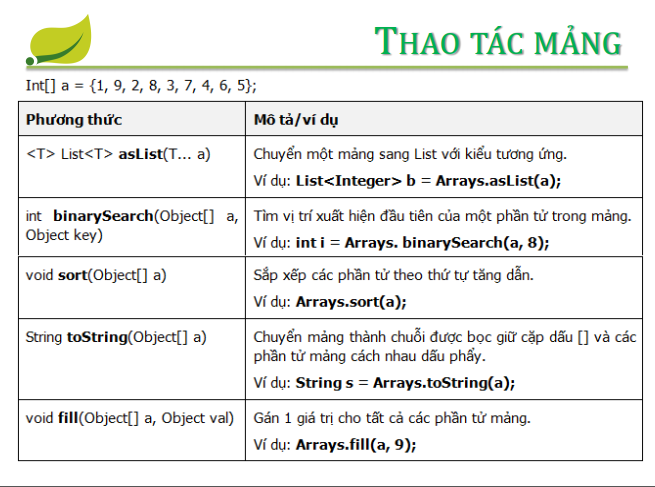 THAO TÁC MẢNG
Int[] a = {1, 9, 2, 8, 3, 7, 4, 6, 5};
Phương thức
Mô tả/ví dụ
<T> List<T> asList(T... a)
Chuyển một mảng sang List với kiểu tương ứng.
Ví dụ: List<Integer> b = Arrays.asList(a);
int binarySearch(Object[] a,
Object key)
Tìm vị trí xuất hiện đầu tiên của một phần tử trong mảng.
Ví dụ: int i = Arrays. binarySearch(a, 8);
void sort(Object[] a)
Sắp xếp các phần tử theo thứ tự tăng dẫn.
Ví dụ: Arrays.sort(a);
String toString(Object[] a)
Chuyển mảng thành chuỗi được bọc giữ cặp dấu [] và các
phần tử mảng cách nhau dấu phẩy.
Ví dụ: String s = Arrays.toString(a);
void fill(Object[] a, Object val)
Gán 1 giá trị cho tất cả các phần tử mảng.
Ví dụ: Arrays.fill(a, 9);